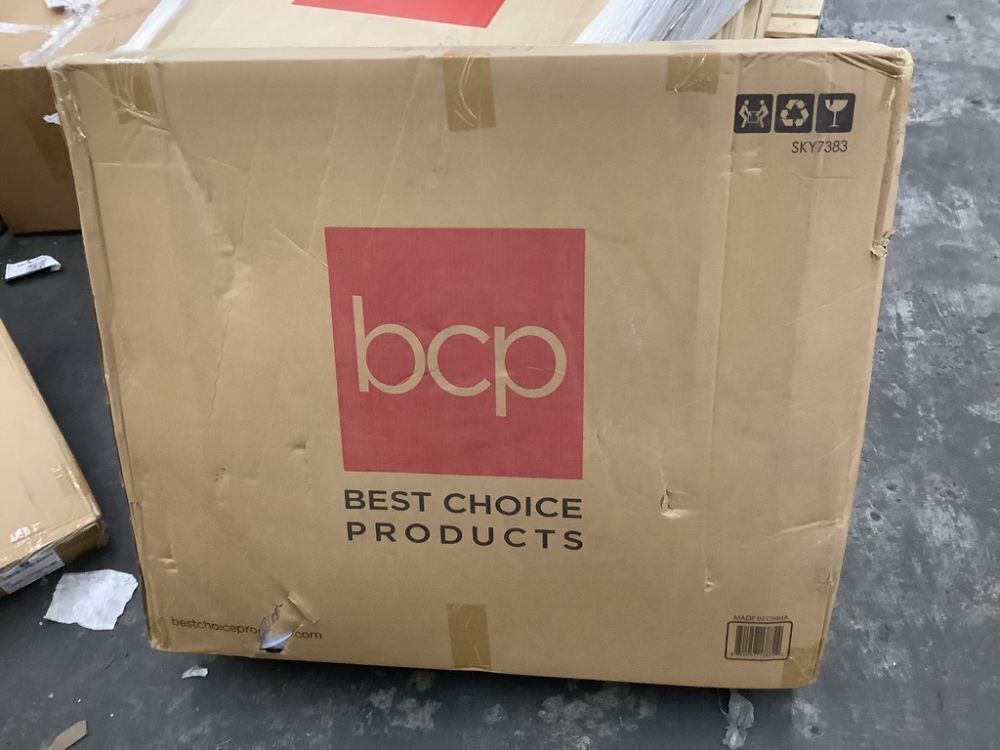 SKY7383
bcp
BEST CHOICE
PRODUCTS
MADE IN CHINA